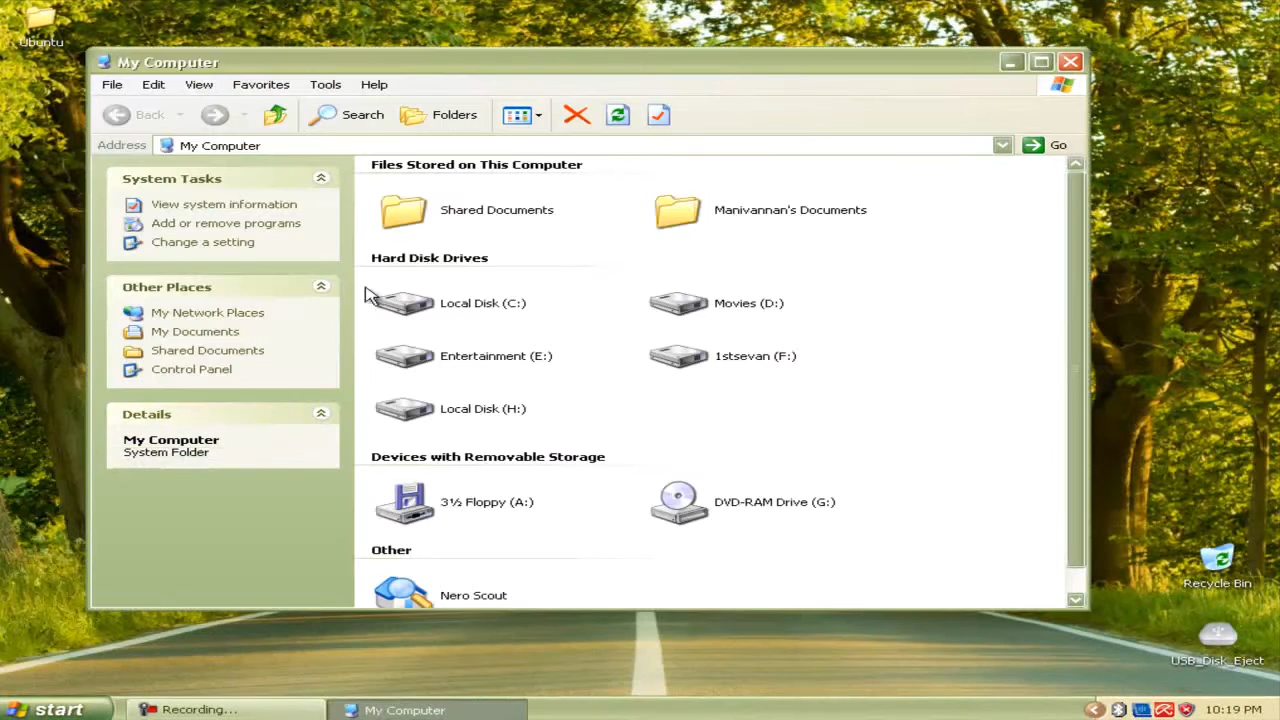 Ubuntu
My Computer
File Edit View Favorites Tools Help
Back Search Folders
Address My Computer Go
System Tasks
View system information
Add or remove programs
Change a setting
Other Places
My Network Places
My Documents
Shared Documents
Control Panel
Details
My Computer
System Folder
Files Stored on This Computer
Shared Documents Manivannan's Documents
Hard Disk Drives
Local Disk (C:) Movies (D:)
Entertainment (E:) 1stsevan (F:)
Local Disk (H:)
Devices with Removable Storage
3½ Floppy (A:) DVD-RAM Drive (G:)
Other
Nero Scout
Recycle Bin
USB_Disk_Eject
start Recording... My Computer 10:19 PM